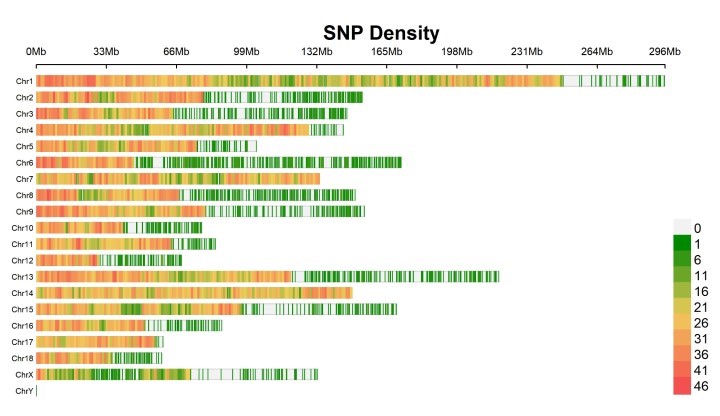 SNP Density
0Mb 33Mb 66Mb 99Mb 132Mb 165Mb 198Mb 231Mb 264Mb 296Mb
Chr1
Chr2
Chr3
Chr4
Chr5
Chr6
Chr7
Chr8
Chr9
Chr10
Chr11
Chr12
Chr13
Chr14
Chr15
Chr16
Chr17
Chr18
ChrX
ChrY
0
1
6
11
16
21
26
31
36
41
46